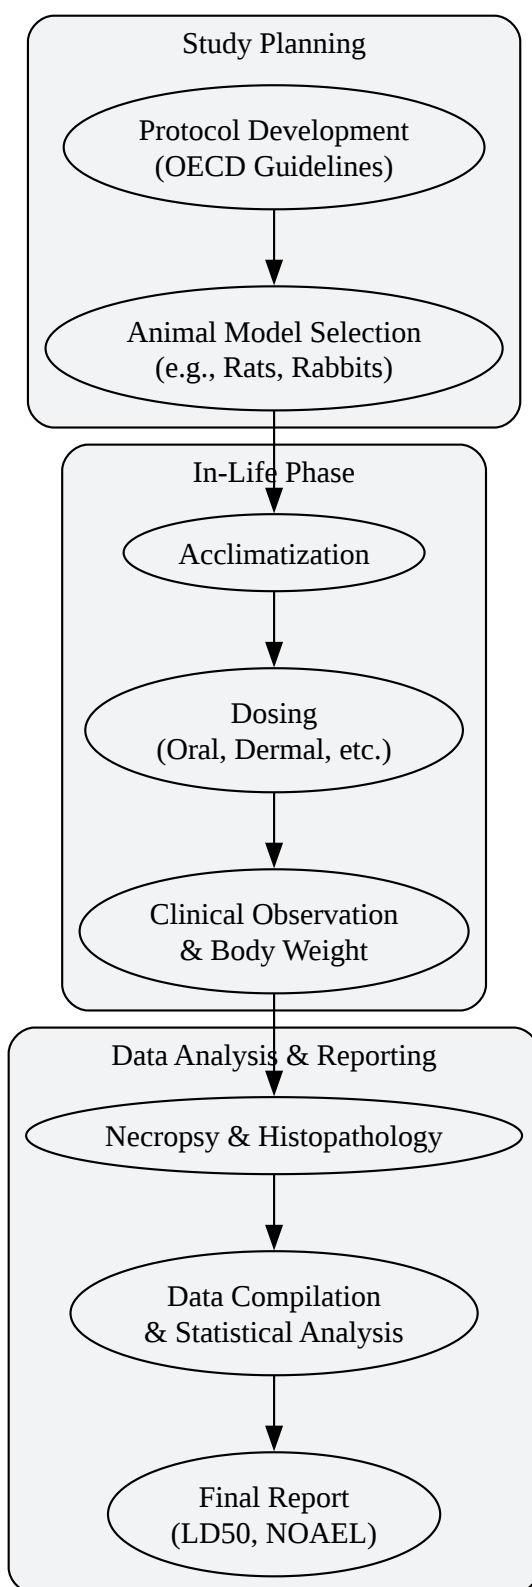 Study Planning
Protocol Development
(OECD Guidelines)
Animal Model Selection
(e.g., Rats, Rabbits)
In-Life Phase
Acclimatization
Dosing
(Oral, Dermal, etc.)
Clinical Observation
& Body Weight
Data Analysis & Reporting
Necropsy & Histopathology
Data Compilation
& Statistical Analysis
Final Report
(LD50, NOAEL)